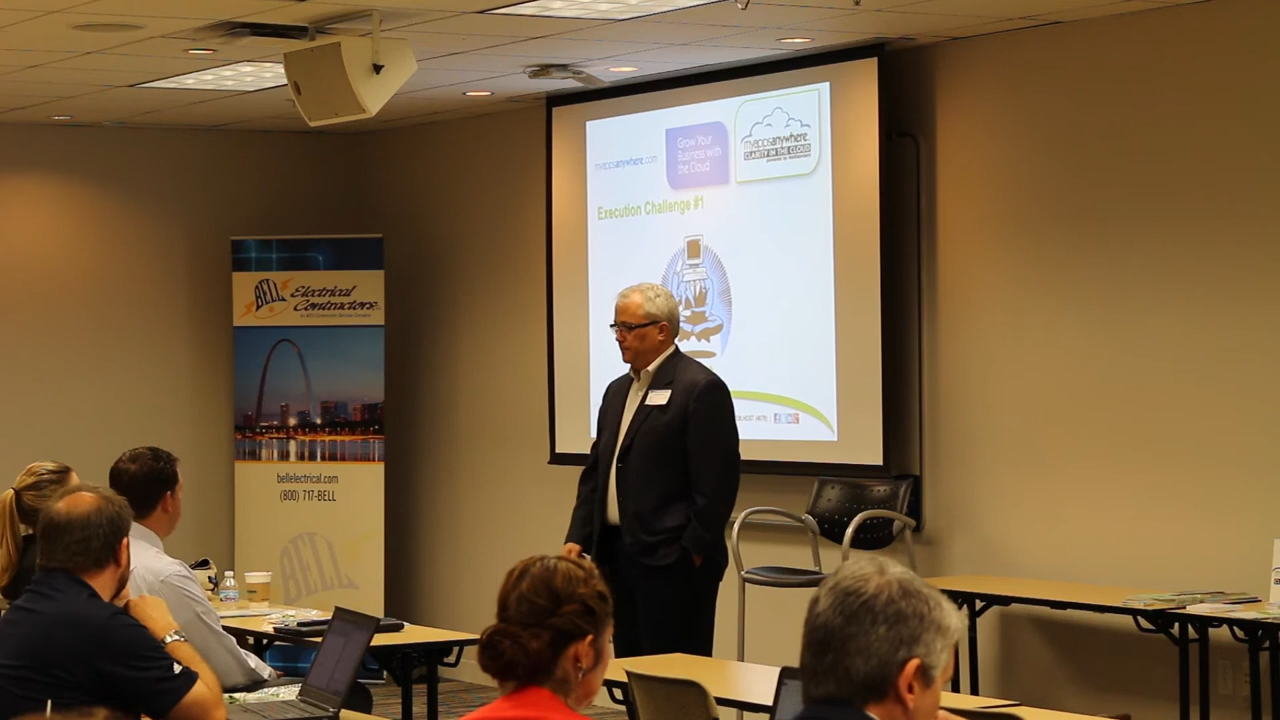 BELL
Electrical
Contractors
bellelectrical.com
(800) 717-BELL
BELL
myappsanywhere.com
Grow Your
Business with
the Cloud
myappsanywhere
CLARITY IN THE CLOUD
Execution Challenge #1